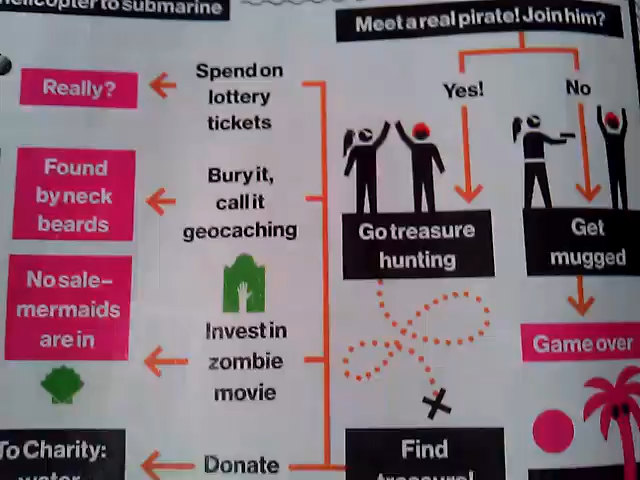 helicopter to submarine
Meet a real pirate! Join him?
Really?
Spend on
lottery
tickets
Yes!
No
Found
by neck
beards
Bury it,
call it
geocaching
Go treasure
hunting
Get
mugged
No sale–
mermaids
are in
Invest in
zombie
movie
Game over
To Charity:
water
Donate
Find
treasure!